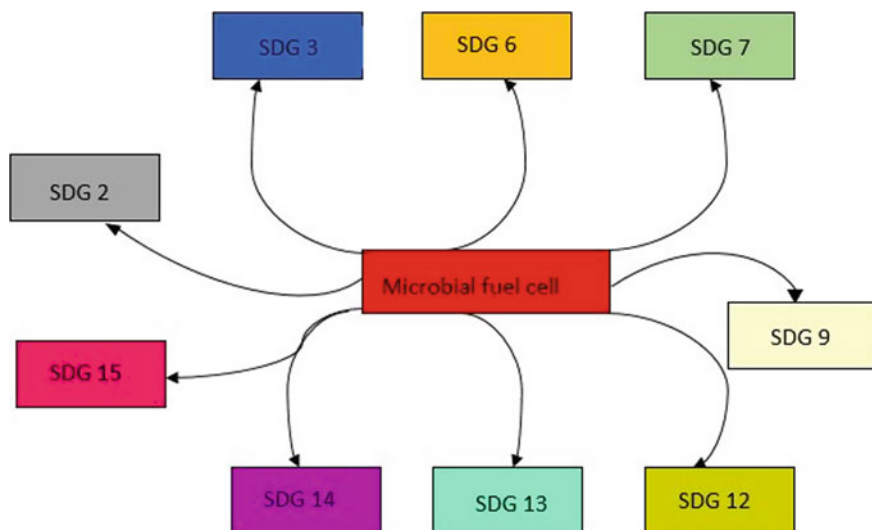 SDG 3
SDG 6
SDG 7
SDG 2
Microbial fuel cell
SDG 9
SDG 15
SDG 14
SDG 13
SDG 12